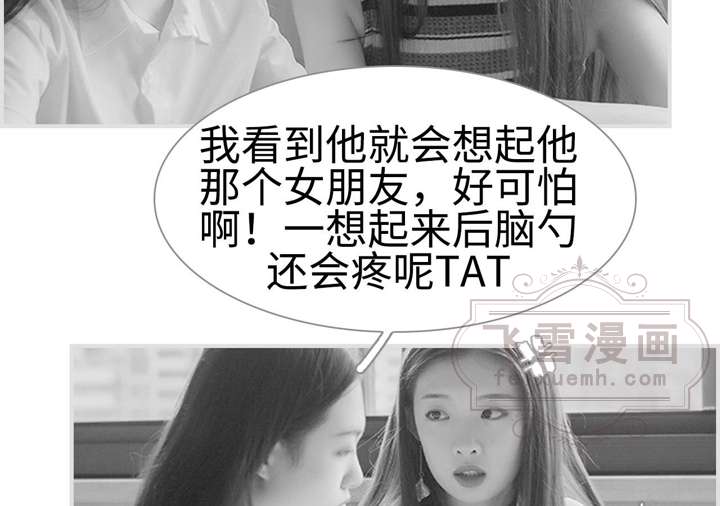 我看到他就会想起他
那个女朋友，好可怕
啊！一想起来后脑勺
还会疼呢TAT
飞雪漫画
feixuemh.com